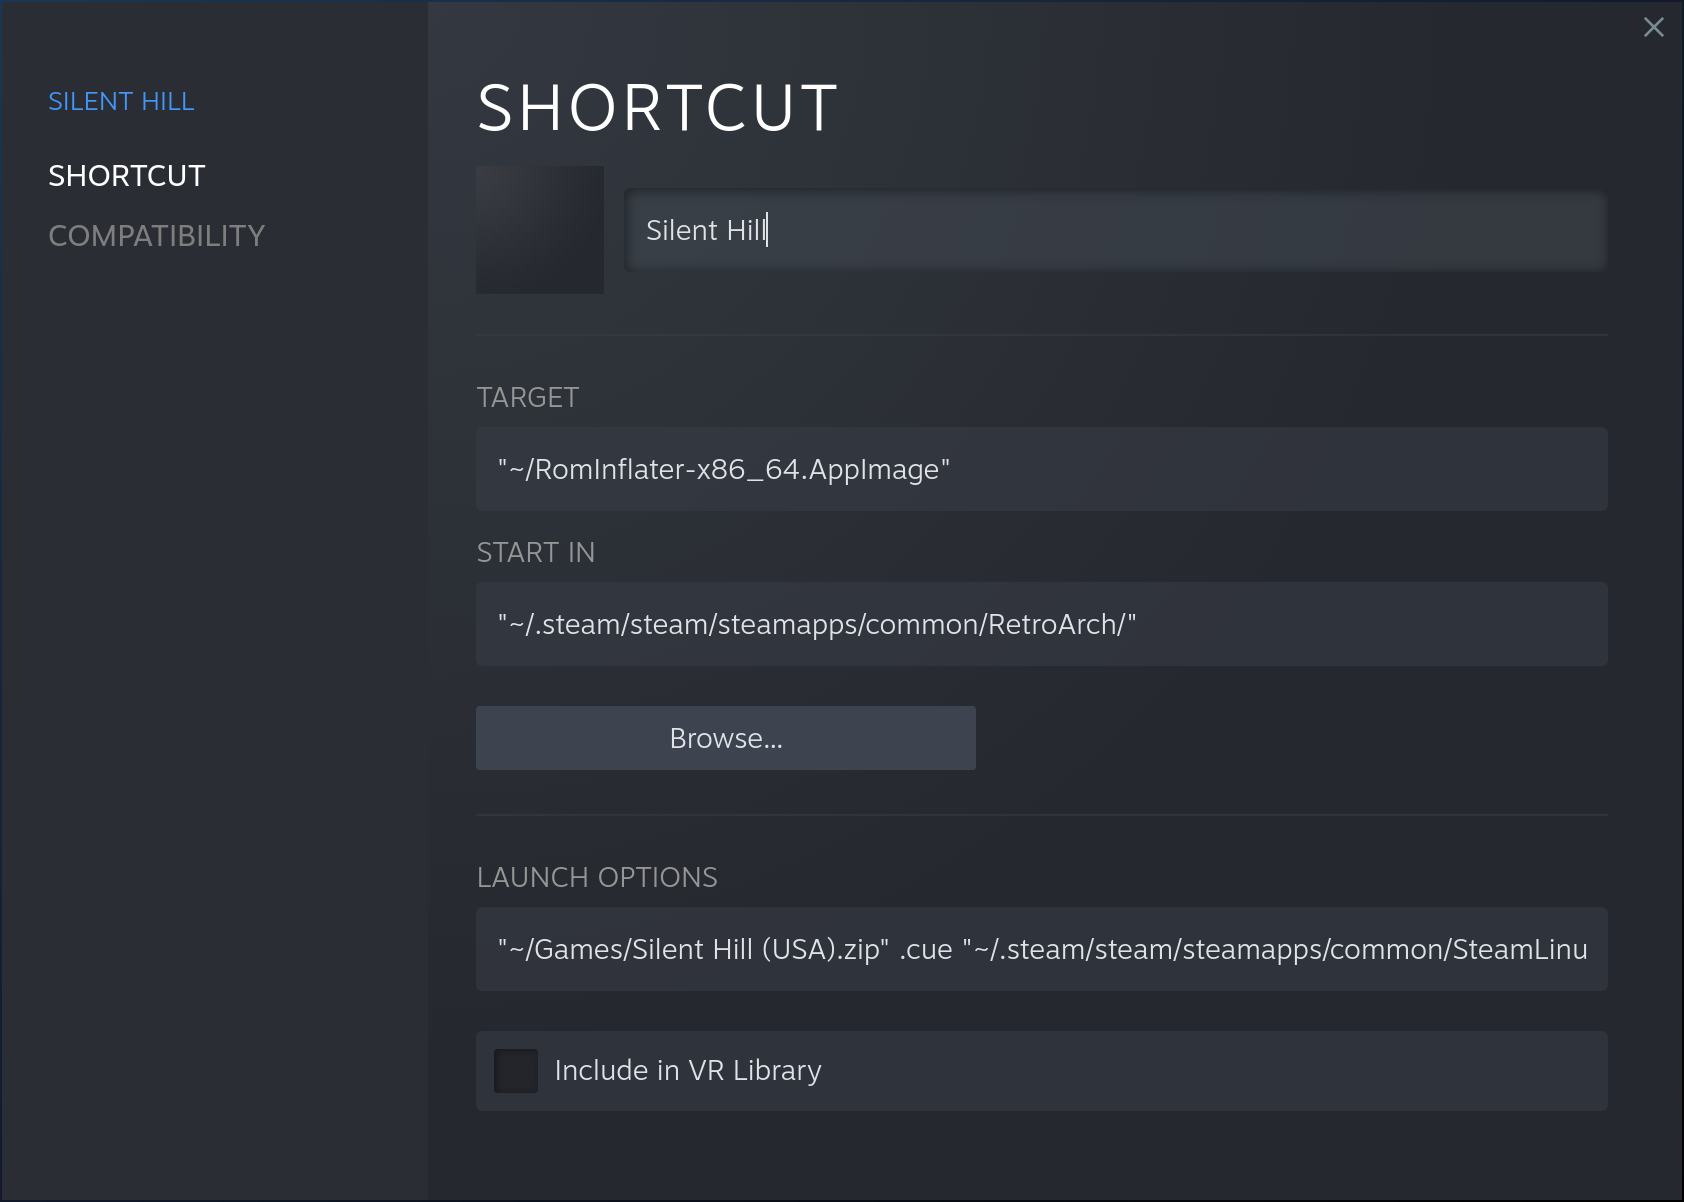 SILENT HILL
SHORTCUT
COMPATIBILITY
SHORTCUT
Silent Hill
TARGET
"~/RomInflater-x86_64.AppImage"
START IN
"~/.steam/steam/steamapps/common/RetroArch/"
Browse...
LAUNCH OPTIONS
"~/Games/Silent Hill (USA).zip" .cue "~/.steam/steam/steamapps/common/SteamLinu
Include in VR Library